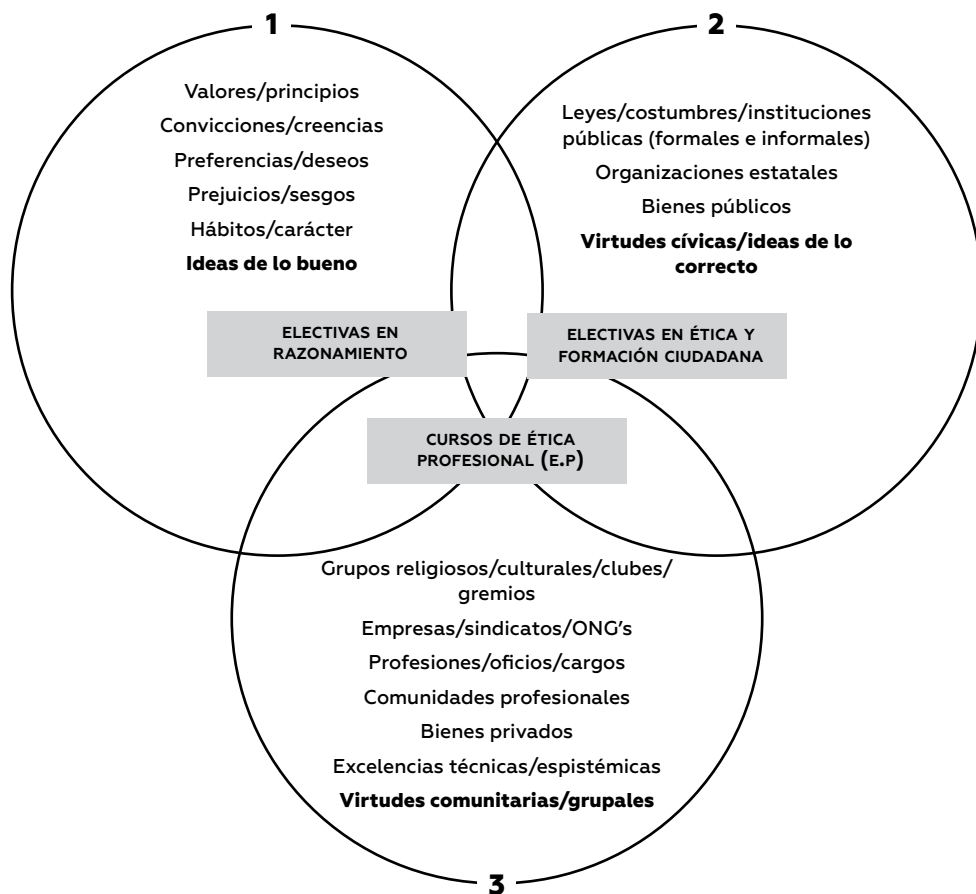 1
Valores/principios
Convicciones/creencias
Preferencias/deseos
Prejuicios/sesgos
Hábitos/carácter
Ideas de lo bueno
2
Leyes/costumbres/instituciones
públicas (formales e informales)
Organizaciones estatales
Bienes públicos
Virtudes cívicas/ideas de lo
correcto
ELECTIVAS EN
RAZONAMIENTO
ELECTIVAS EN ÉTICA Y
FORMACIÓN CIUDADANA
CURSOS DE ÉTICA
PROFESIONAL (E.P)
Grupos religiosos/culturales/clubes/
gremios
Empresas/sindicatos/ONG's
Profesiones/oficios/cargos
Comunidades profesionales
Bienes privados
Excelencias técnicas/espistémicas
Virtudes comunitarias/grupales
3